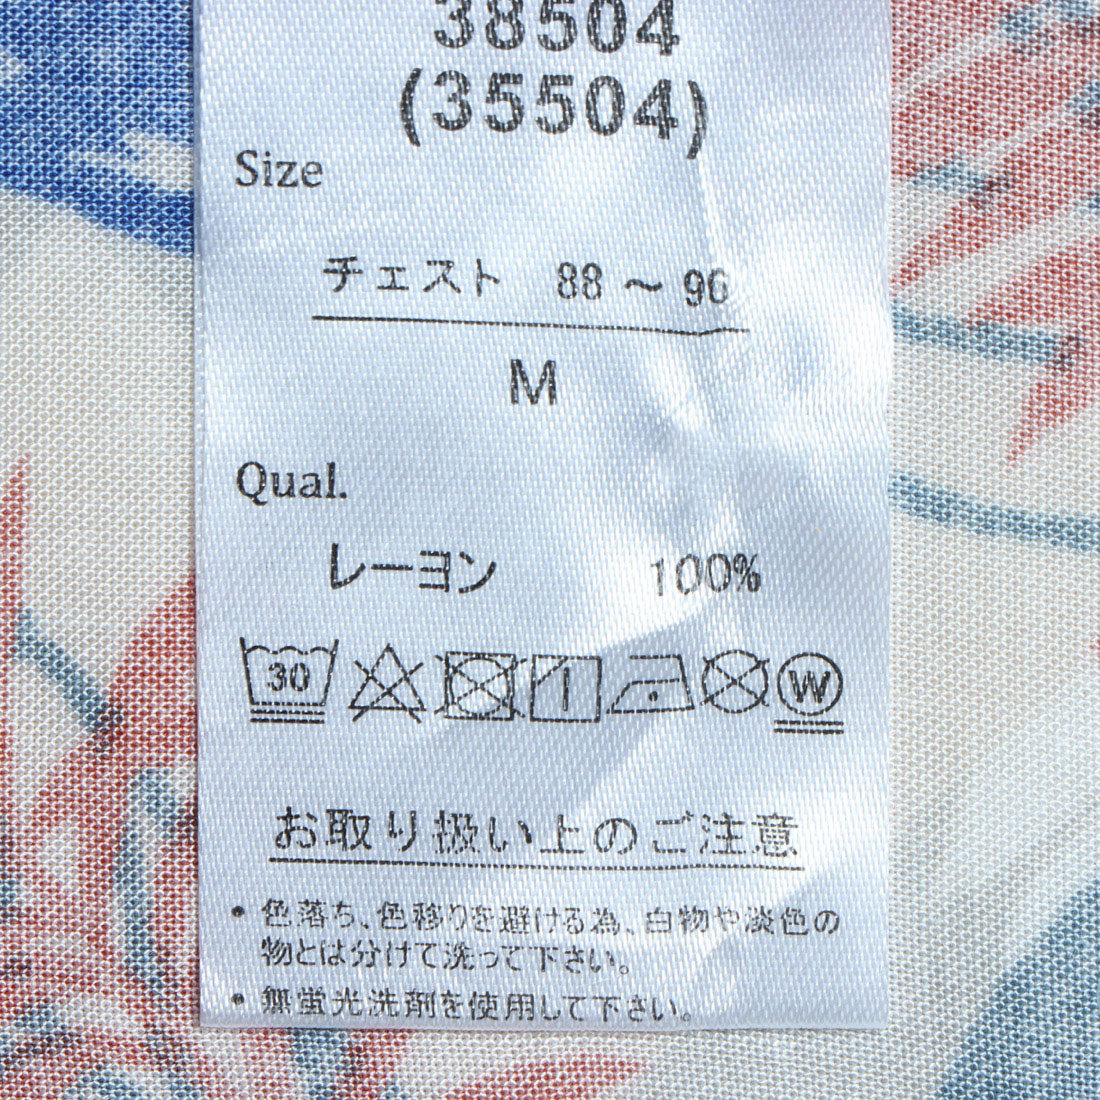 38504
(35504)
Size
チェスト 88～96
M
Qual.
レーヨン 100%
30
W
お取り扱い上のご注意
・色落ち、色移りを避ける為、白物や淡色の
物とは分けて洗って下さい。
・無蛍光洗剤を使用して下さい。